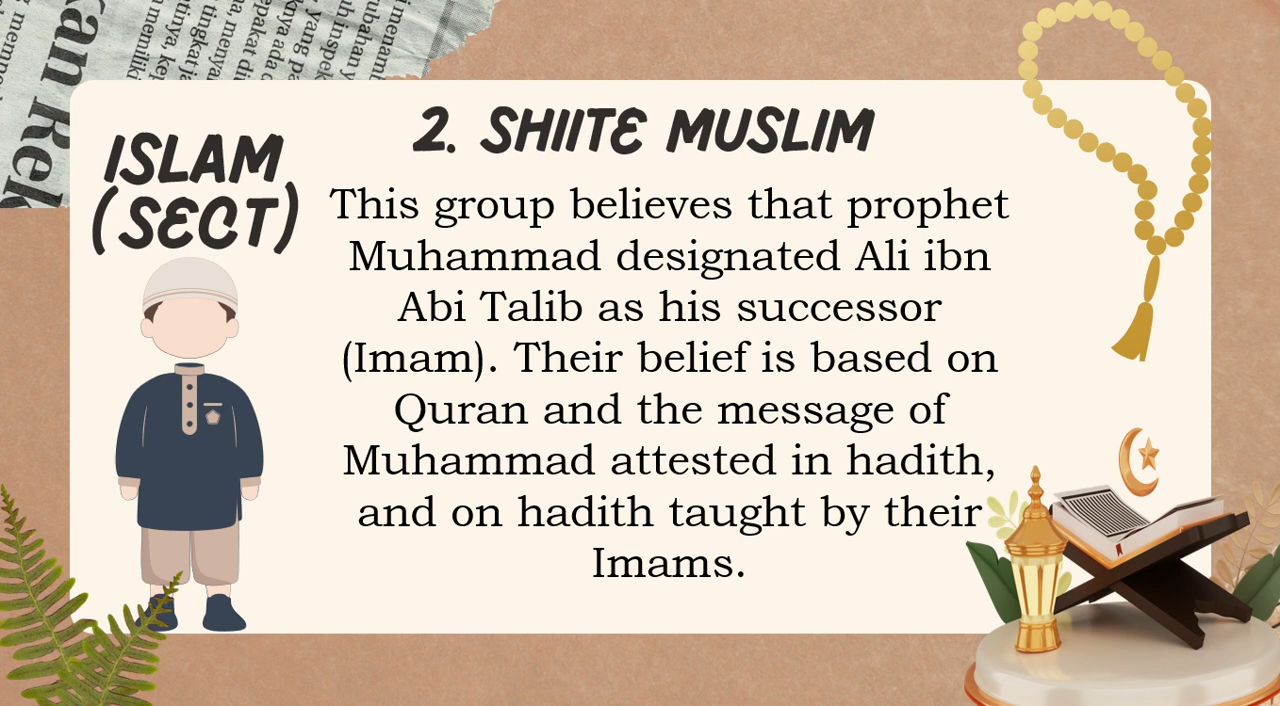 ISLAM
(SECT)
2. SHIITE MUSLIM
This group believes that prophet
Muhammad designated Ali ibn
Abi Talib as his successor
(Imam). Their belief is based on
Quran and the message of
Muhammad attested in hadith,
and on hadith taught by their
Imams.